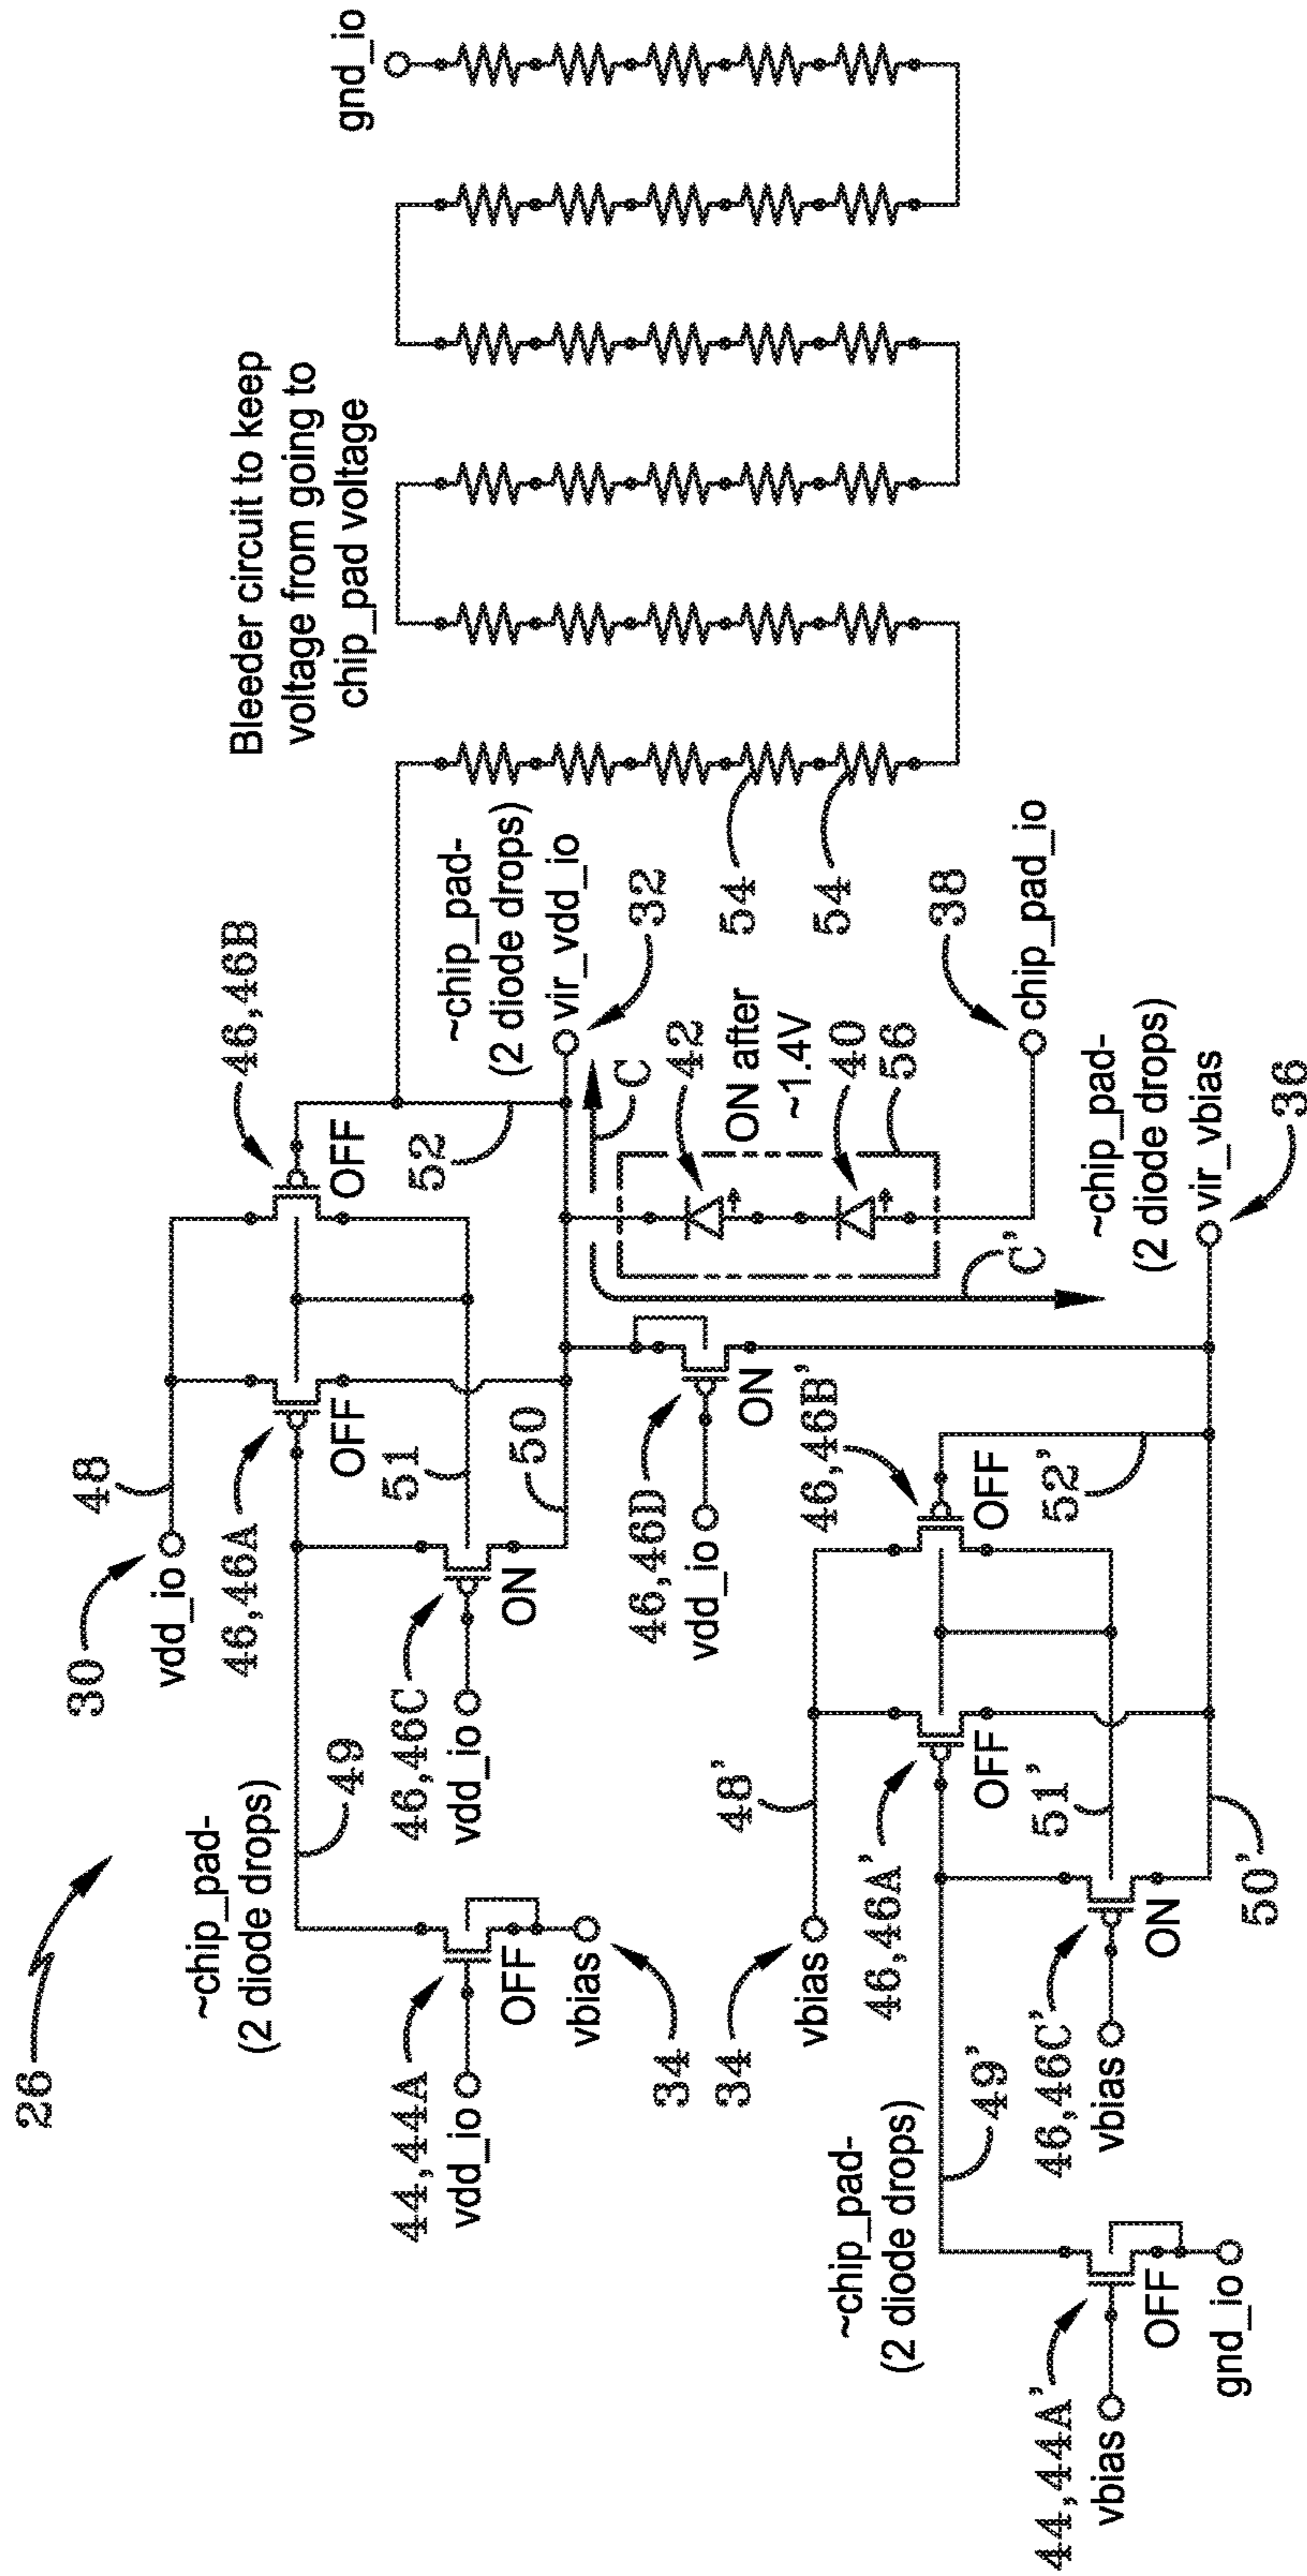 26
30
vdd_io
48
46,46A
OFF
46,46B
OFF
Bleeder circuit to keep
voltage from going to
chip_pad voltage
gnd_io
~chip_pad-
(2 diode drops)
49
44,44A
vdd_io
OFF
vbias
34
46,46C
vdd_io
ON
51
50
52
~chip_pad-
(2 diode drops)
vir_vdd_io
32
54
54
C
42
ON after
~1.4V
40
56
38
chip_pad_io
C'
46,46D
vdd_io
ON
34
vbias
48'
46,46A'
OFF
46,46B'
OFF
52'
~chip_pad-
(2 diode drops)
vir_vbias
36
~chip_pad-
(2 diode drops)
49'
44,44A'
vbias
OFF
gnd_io
46,46C'
vbias
ON
51'
50'